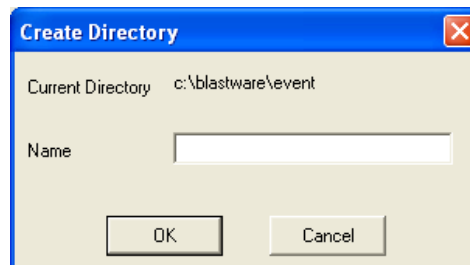 Create Directory
Current Directory c:\blastware\event
Name
OK Cancel